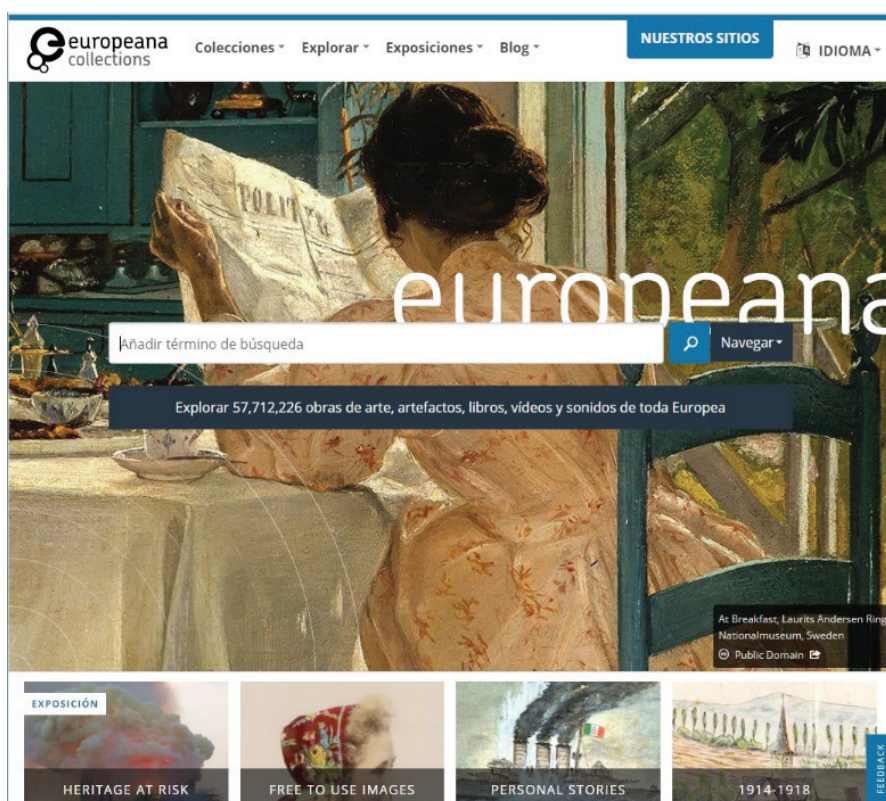 europeana
collections
Colecciones
Explorar
Exposiciones
Blog
NUESTROS SITIOS
IDIOMA
POLIT
europeana
Añadir término de búsqueda
Navegar
Explorar 57,712,226 obras de arte, artefactos, libros, vídeos y sonidos de toda Europea
At Breakfast, Laurits Andersen Ring
Nationalmuseum, Sweden
Public Domain
EXPOSICIÓN
HERITAGE AT RISK
FREE TO USE IMAGES
PERSONAL STORIES
1914-1918
FEEDBACK